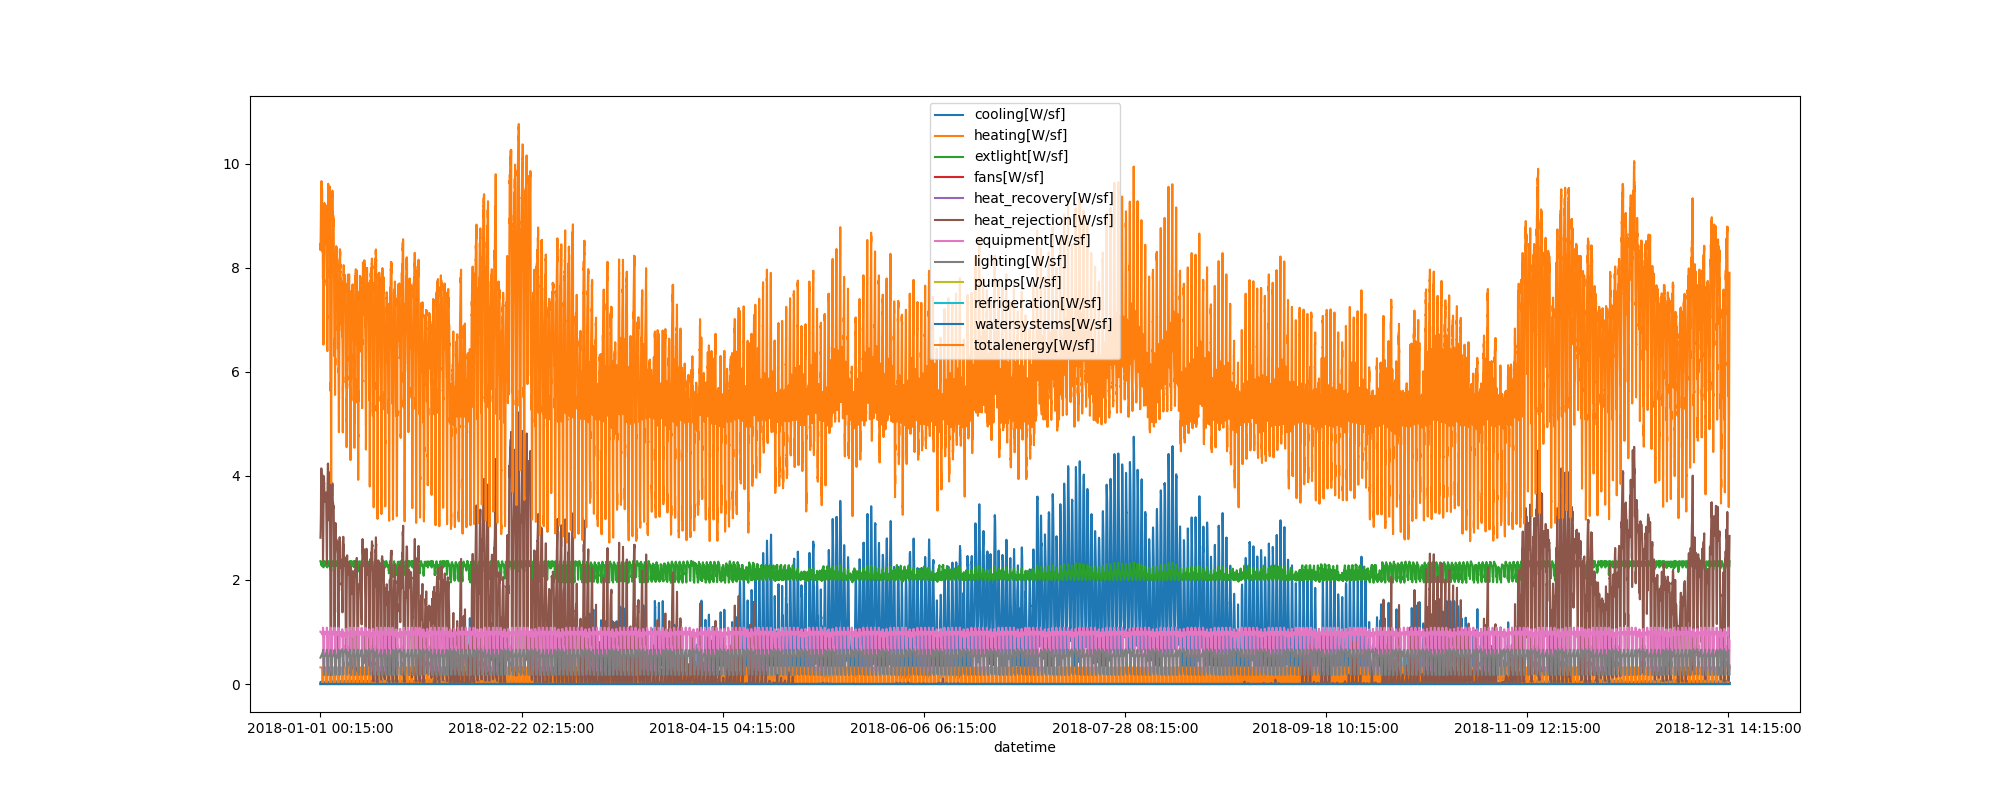 cooling[W/sf]
heating[W/sf]
extlight[W/sf]
fans[W/sf]
heat_recovery[W/sf]
heat_rejection[W/sf]
equipment[W/sf]
lighting[W/sf]
pumps[W/sf]
refrigeration[W/sf]
watersystems[W/sf]
totalenergy[W/sf]
10
8
6
4
2
0
2018-01-01 00:15:00 2018-02-22 02:15:00 2018-04-15 04:15:00 2018-06-06 06:15:00 2018-07-28 08:15:00 2018-09-18 10:15:00 2018-11-09 12:15:00 2018-12-31 14:15:00
datetime